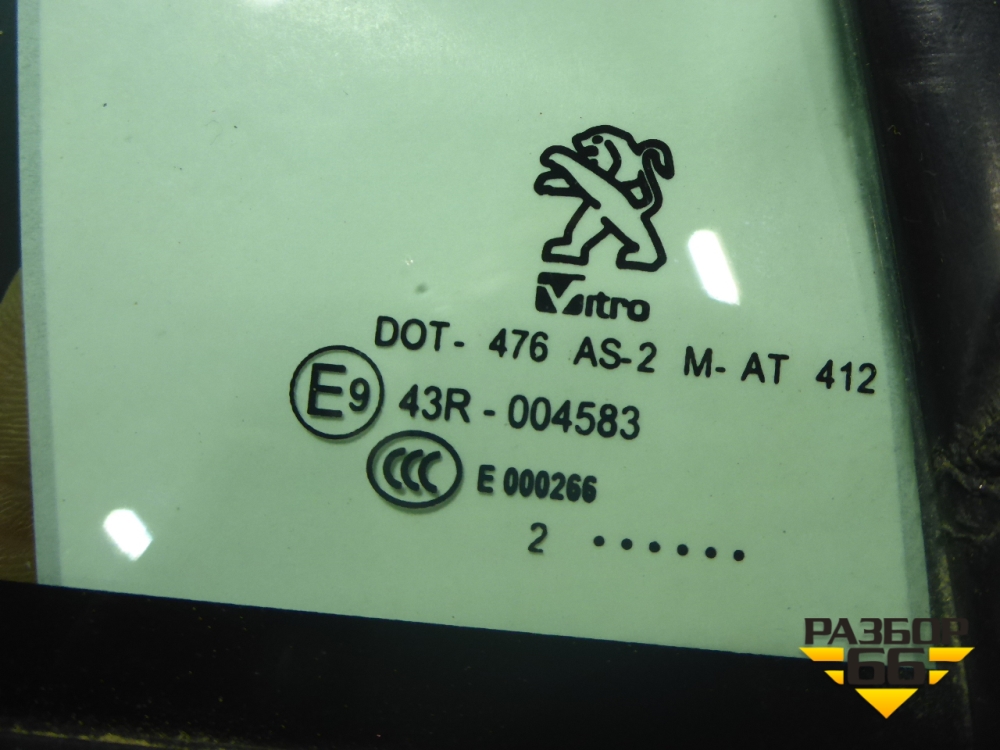 Vitro
DOT- 476 AS-2 M- AT 412
E9 43R - 004583
CCC E 000266
2 ......
РАЗБОР
66